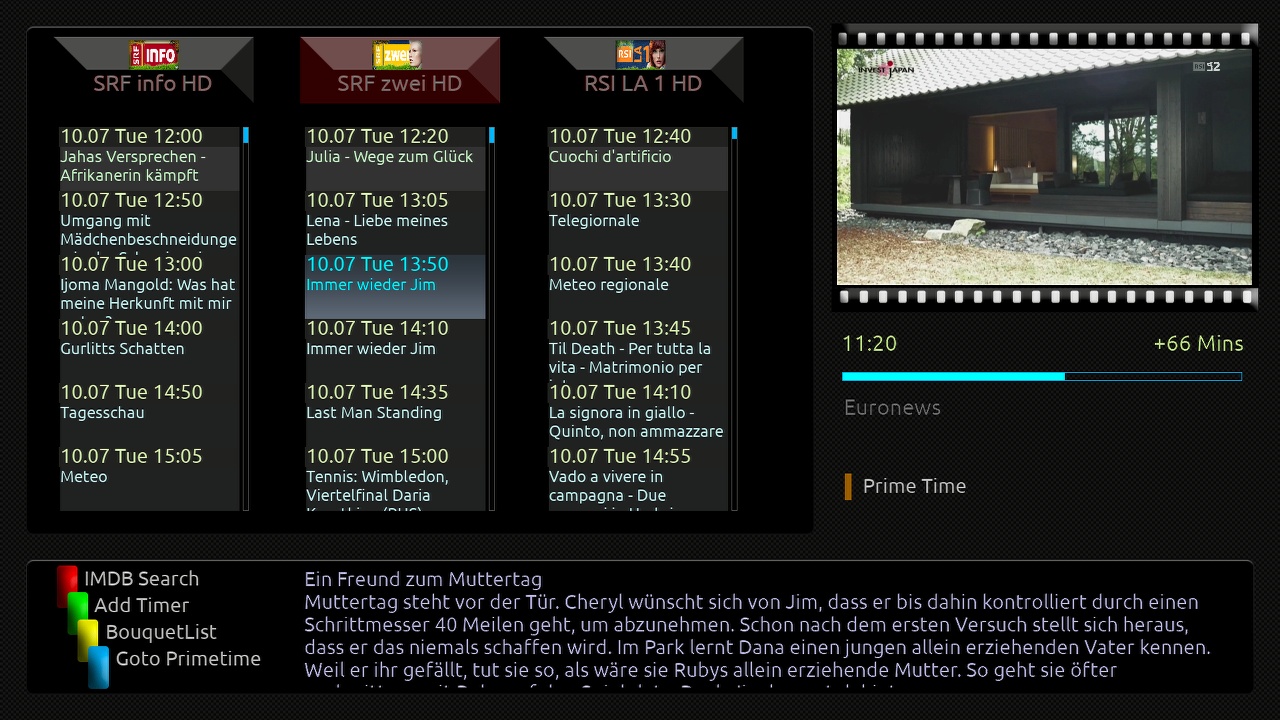 SRF INFO
SRF info HD
10.07 Tue 12:00
Jahas Versprechen -
Afrikanerin kämpft
10.07 Tue 12:50
Umgang mit
Mädchenbeschneidunge
10.07 Tue 13:00
Ijoma Mangold: Was hat
meine Herkunft mit mir
10.07 Tue 14:00
Gurlitts Schatten
10.07 Tue 14:50
Tagesschau
10.07 Tue 15:05
Meteo
zwei
SRF zwei HD
10.07 Tue 12:20
Julia - Wege zum Glück
10.07 Tue 13:05
Lena - Liebe meines
Lebens
10.07 Tue 13:50
Immer wieder Jim
10.07 Tue 14:10
Immer wieder Jim
10.07 Tue 14:35
Last Man Standing
10.07 Tue 15:00
Tennis: Wimbledon,
Viertelfinal Daria
RSI LA 1
RSI LA 1 HD
10.07 Tue 12:40
Cuochi d'artificio
10.07 Tue 13:30
Telegiornale
10.07 Tue 13:40
Meteo regionale
10.07 Tue 13:45
Til Death - Per tutta la
vita - Matrimonio per
10.07 Tue 14:10
La signora in giallo -
Quinto, non ammazzare
10.07 Tue 14:55
Vado a vivere in
campagna - Due
INVEST JAPAN
RSI
11:20 +66 Mins
Euronews
Prime Time
IMDB Search
Add Timer
BouquetList
Goto Primetime
Ein Freund zum Muttertag
Muttertag steht vor der Tür. Cheryl wünscht sich von Jim, dass er bis dahin kontrolliert durch einen
Schrittmesser 40 Meilen geht, um abzunehmen. Schon nach dem ersten Versuch stellt sich heraus,
dass er das niemals schaffen wird. Im Park lernt Dana einen jungen allein erziehenden Vater kennen.
Weil er ihr gefällt, tut sie so, als wäre sie Rubys allein erziehende Mutter. So geht sie öfter